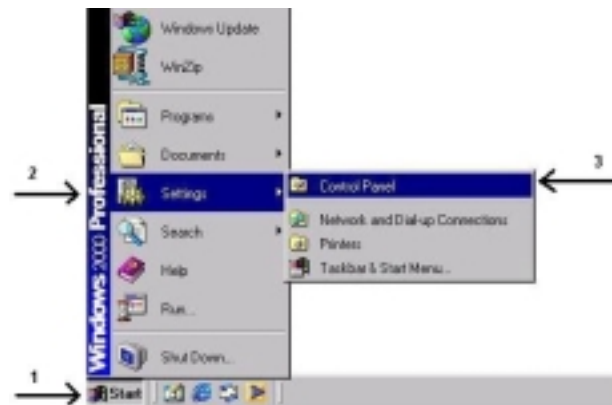 Windows 2000 Professional
Windows Update
WinZip
Programs
Documents
2
Settings
Search
Help
Run...
Shut Down...
Control Panel
3
Network and Dial-up Connections
Printers
Taskbar & Start Menu...
1
Start